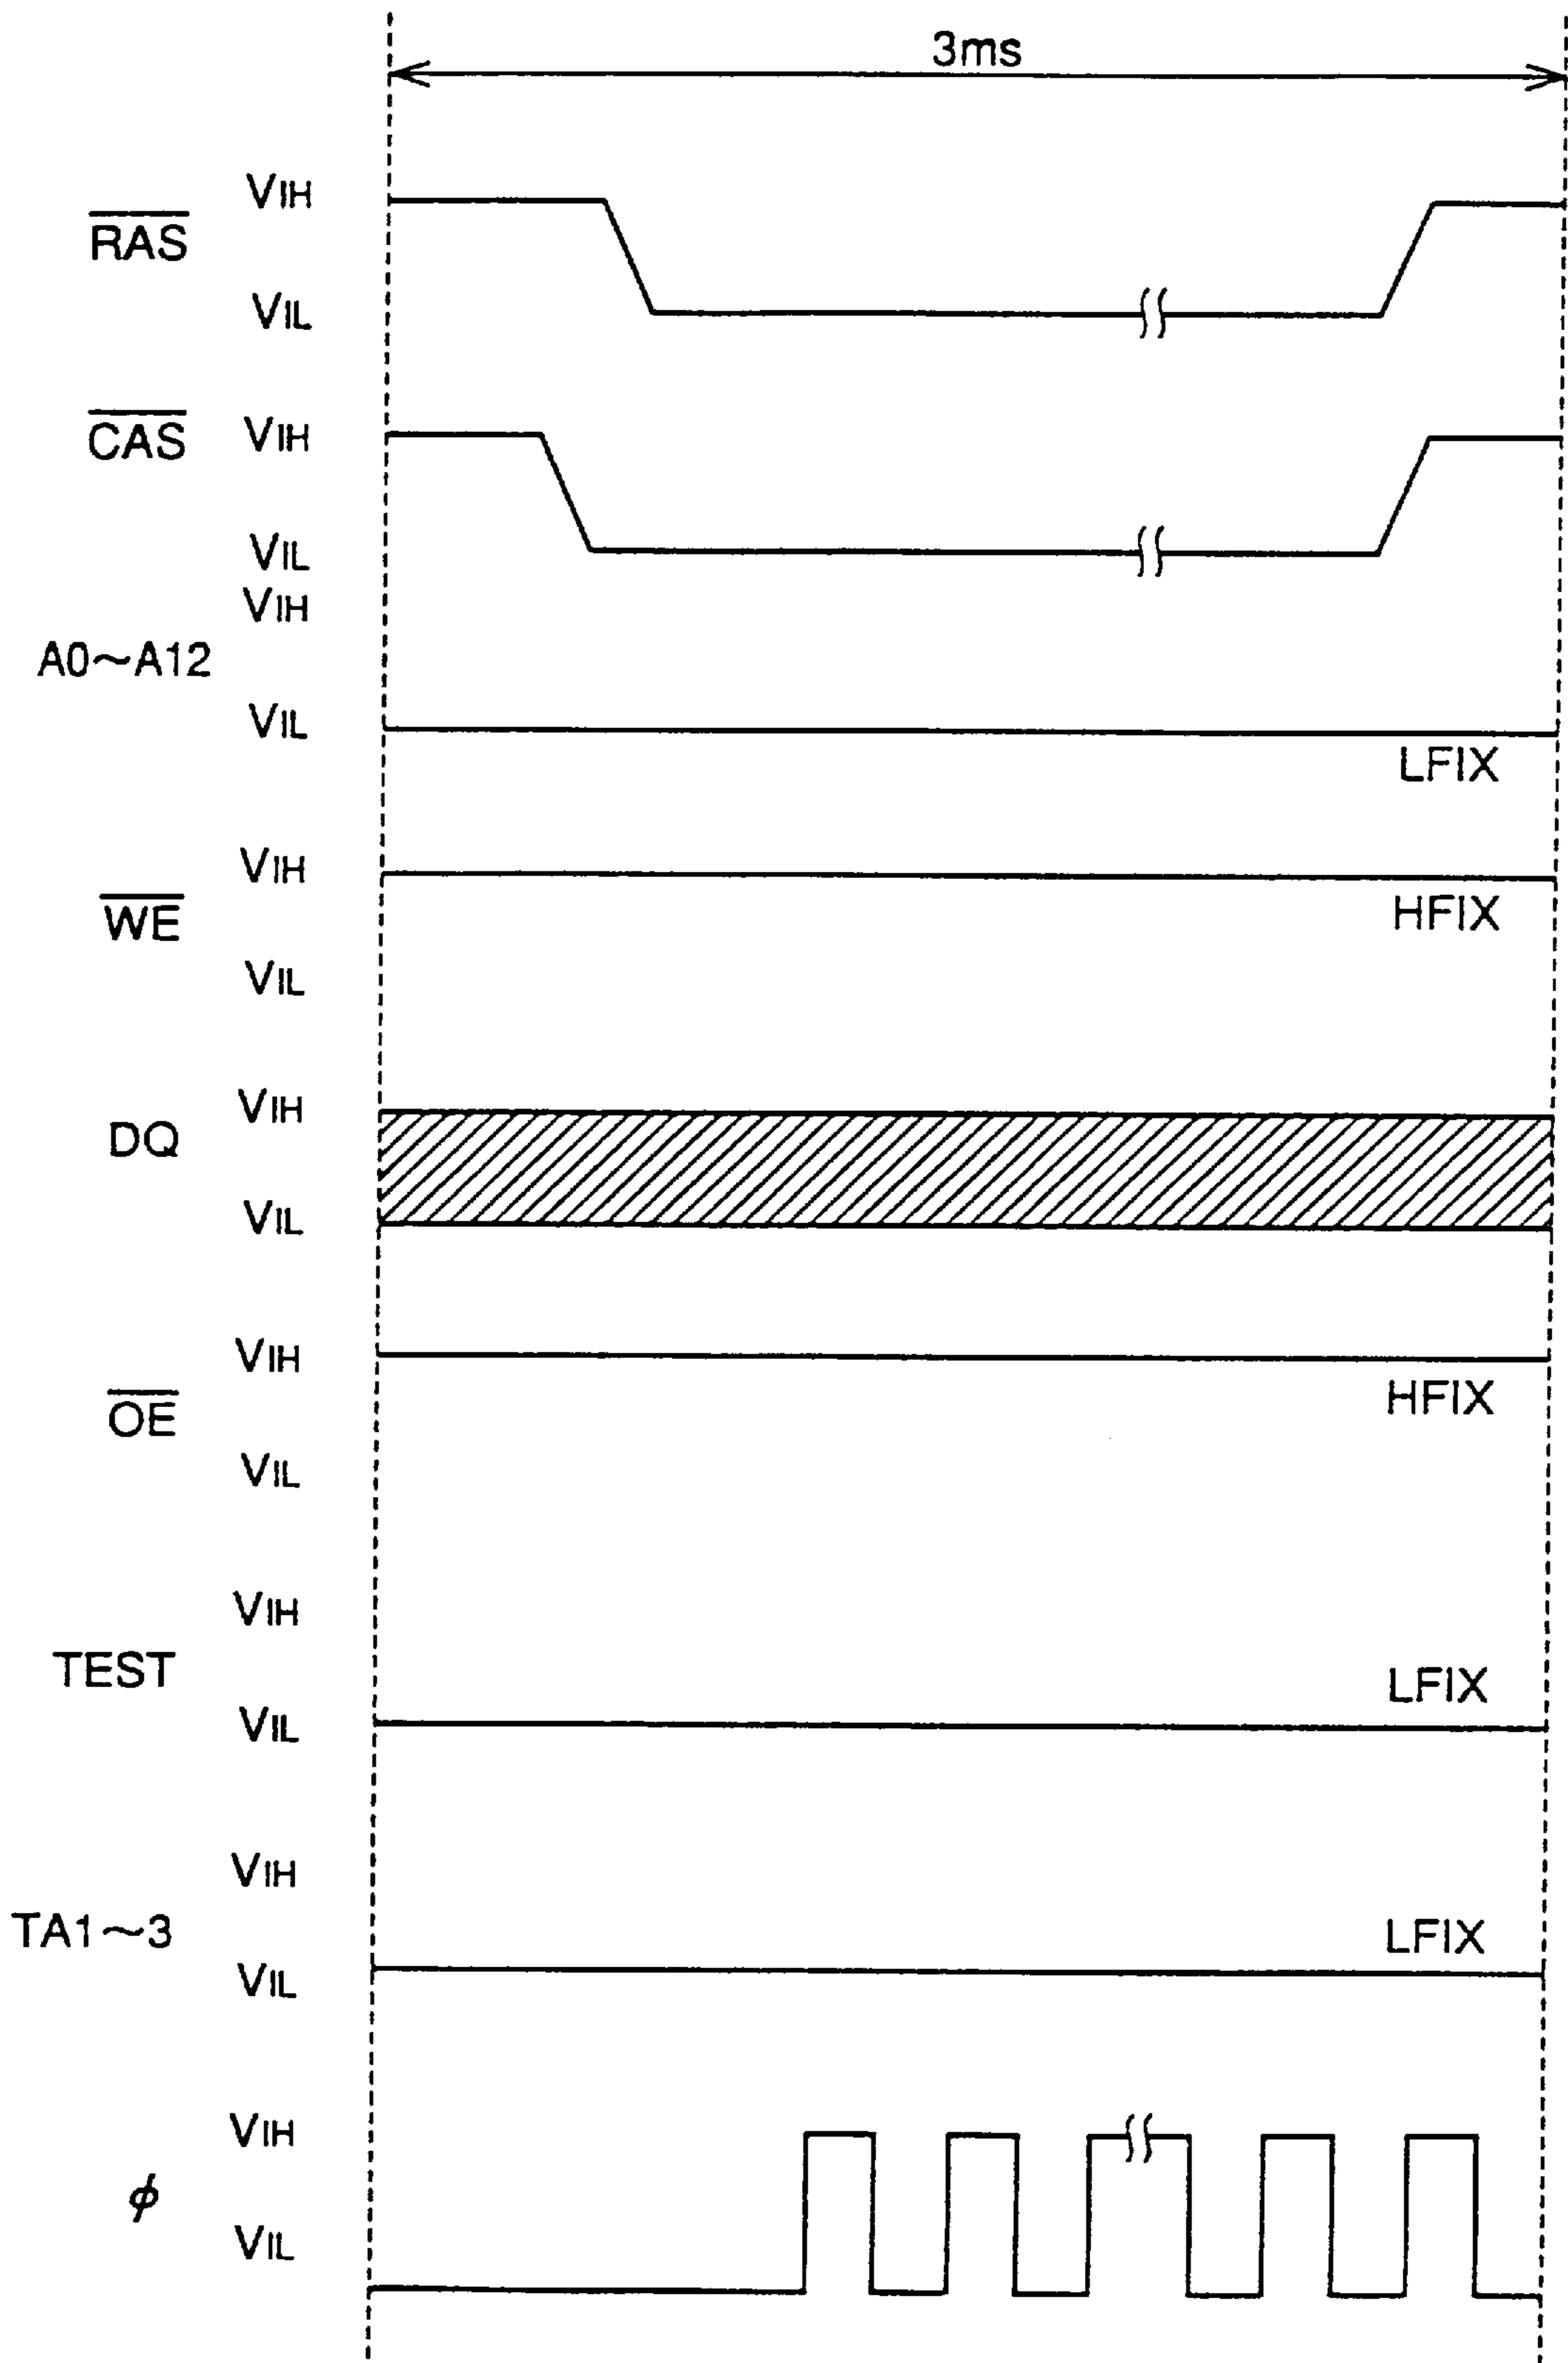 3ms
VIH
RAS
VIL
CAS VIH
VIL
VIH
A0~A12
VIL
LFIX
VIH
WE HFIX
VIL
VIH
DQ
VIL
VIH
OE HFIX
VIL
VIH
TEST LFIX
VIL
VIH
TA1~3 LFIX
VIL
VIH
ϕ
VIL